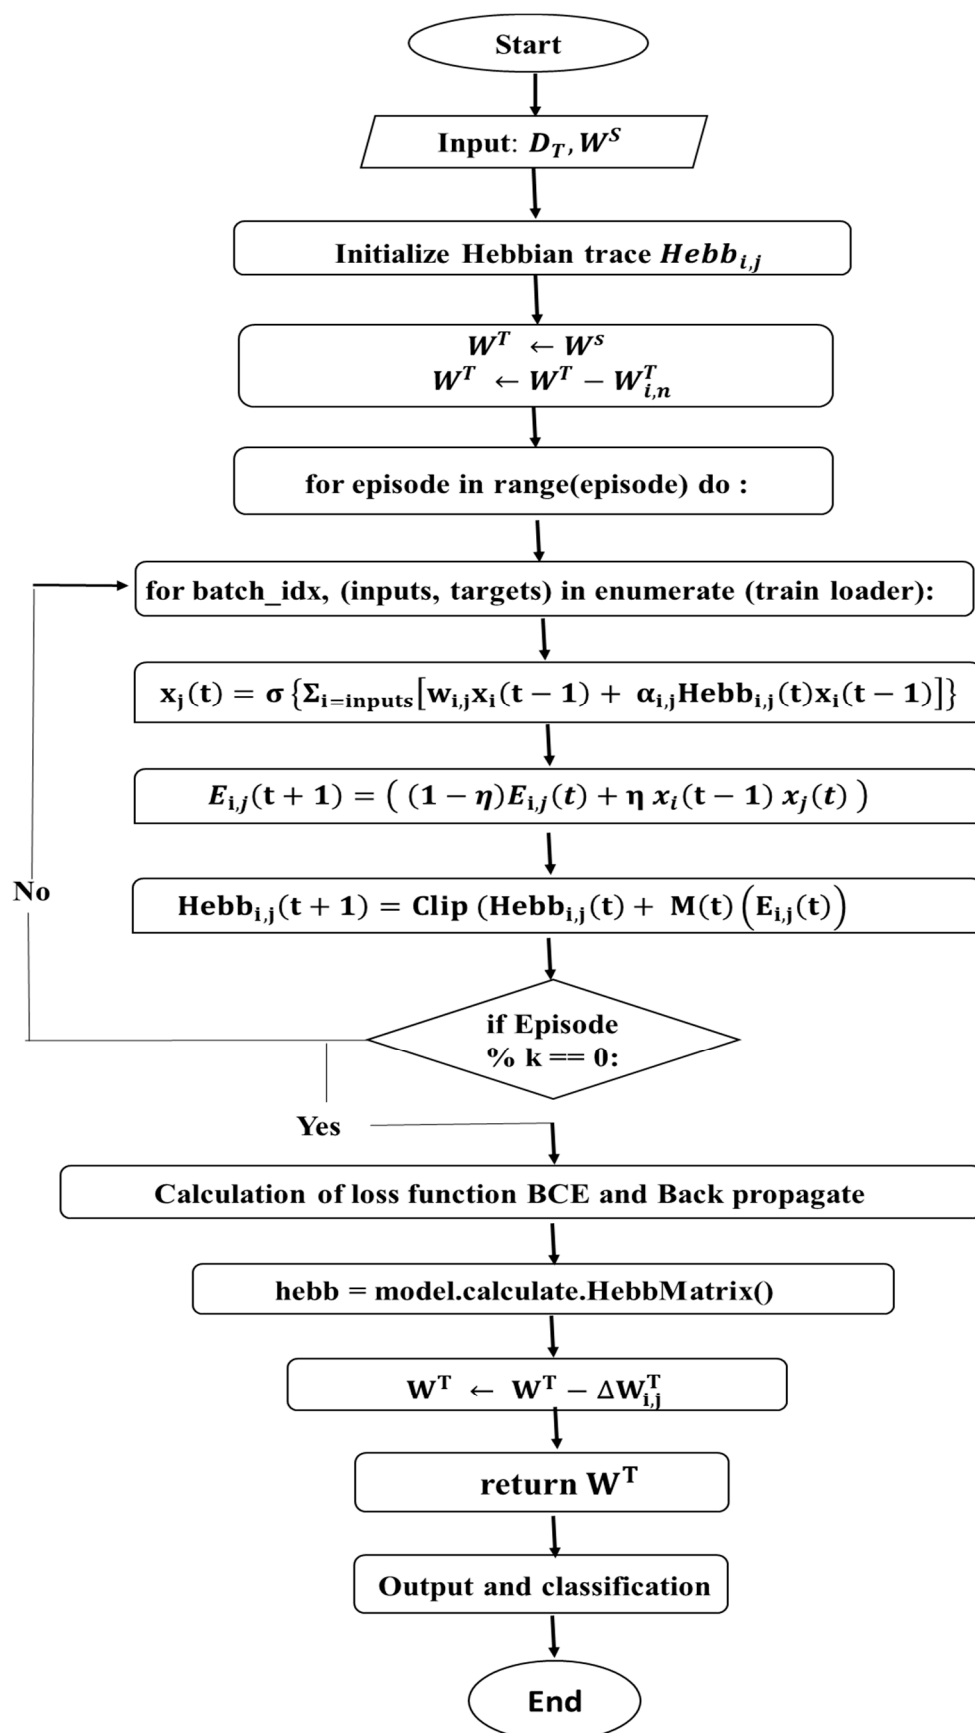 Start
Input: D_T, W^S
Initialize Hebbian trace Hebb_{i,j}
W^T ← W^s
W^T ← W^T − W^T_{i,n}
for episode in range(episode) do :
for batch_idx, (inputs, targets) in enumerate (train loader):
x_j(t) = σ {Σ_{i=inputs}[w_{i,j}x_i(t − 1) + α_{i,j}Hebb_{i,j}(t)x_i(t − 1)]}
E_{i,j}(t + 1) = ( (1 − η)E_{i,j}(t) + η x_i(t − 1) x_j(t) )
No
Hebb_{i,j}(t + 1) = Clip (Hebb_{i,j}(t) + M(t) (E_{i,j}(t))
if Episode
% k == 0:
Yes
Calculation of loss function BCE and Back propagate
hebb = model.calculate.HebbMatrix()
W^T ← W^T − ΔW^T_{i,j}
return W^T
Output and classification
End